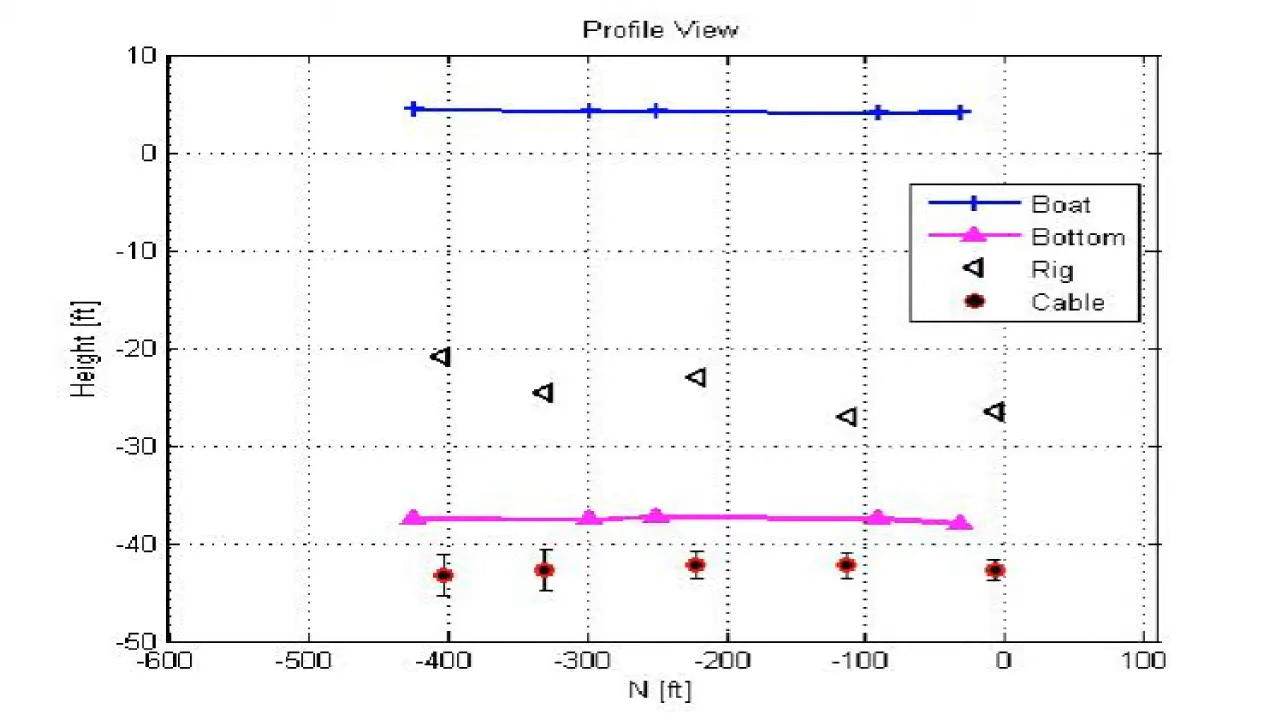 Profile View
10
0
-10
-20
-30
-40
-50
Height [ft]
Boat
Bottom
Rig
Cable
-600 -500 -400 -300 -200 -100 0 100
N [ft]